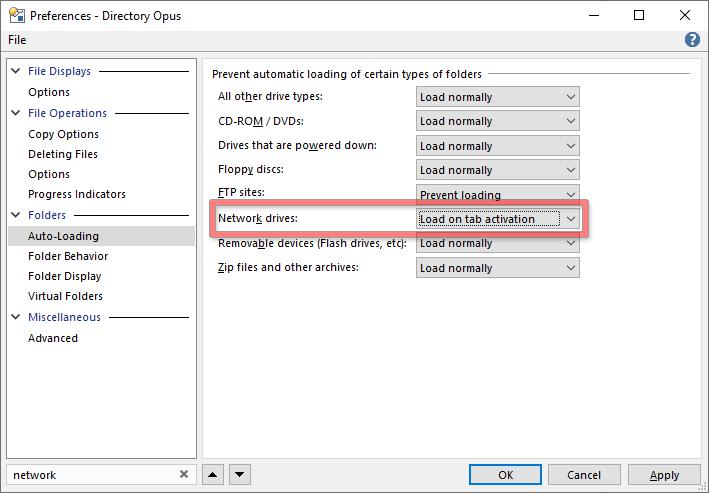 Preferences - Directory Opus
File
File Displays
Options
File Operations
Copy Options
Deleting Files
Options
Progress Indicators
Folders
Auto-Loading
Folder Behavior
Folder Display
Virtual Folders
Miscellaneous
Advanced
Prevent automatic loading of certain types of folders
All other drive types: Load normally
CD-ROM / DVDs: Load normally
Drives that are powered down: Load normally
Floppy discs: Load normally
FTP sites: Prevent loading
Network drives: Load on tab activation
Removable devices (Flash drives, etc): Load normally
Zip files and other archives: Load normally
network
OK Cancel Apply